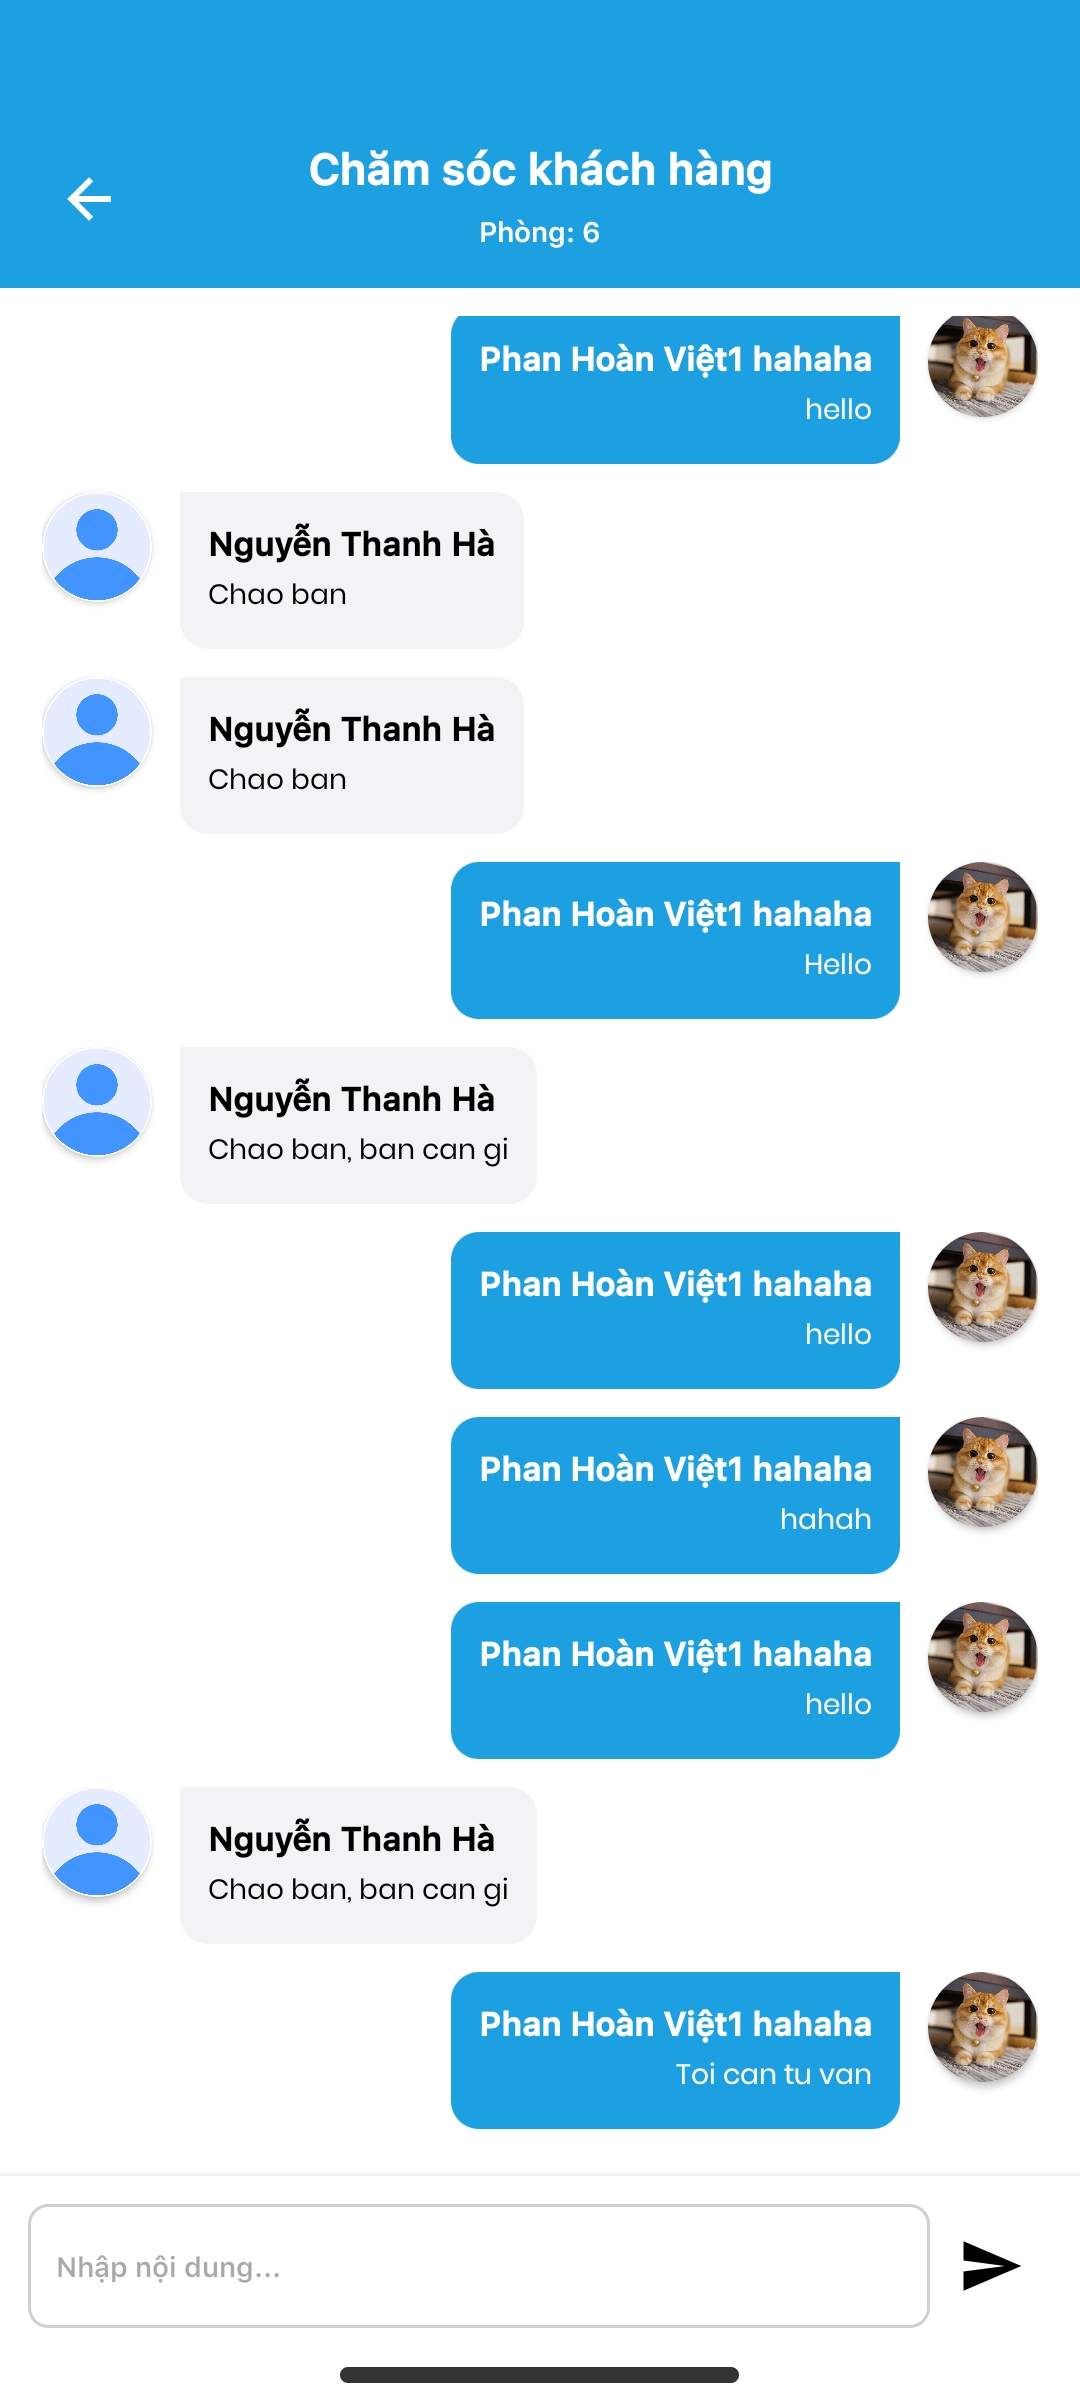 Chăm sóc khách hàng
Phòng: 6
Phan Hoàn Việt1 hahaha
hello
Nguyễn Thanh Hà
Chao ban
Nguyễn Thanh Hà
Chao ban
Phan Hoàn Việt1 hahaha
Hello
Nguyễn Thanh Hà
Chao ban, ban can gi
Phan Hoàn Việt1 hahaha
hello
Phan Hoàn Việt1 hahaha
hahah
Phan Hoàn Việt1 hahaha
hello
Nguyễn Thanh Hà
Chao ban, ban can gi
Phan Hoàn Việt1 hahaha
Toi can tu van
Nhập nội dung...